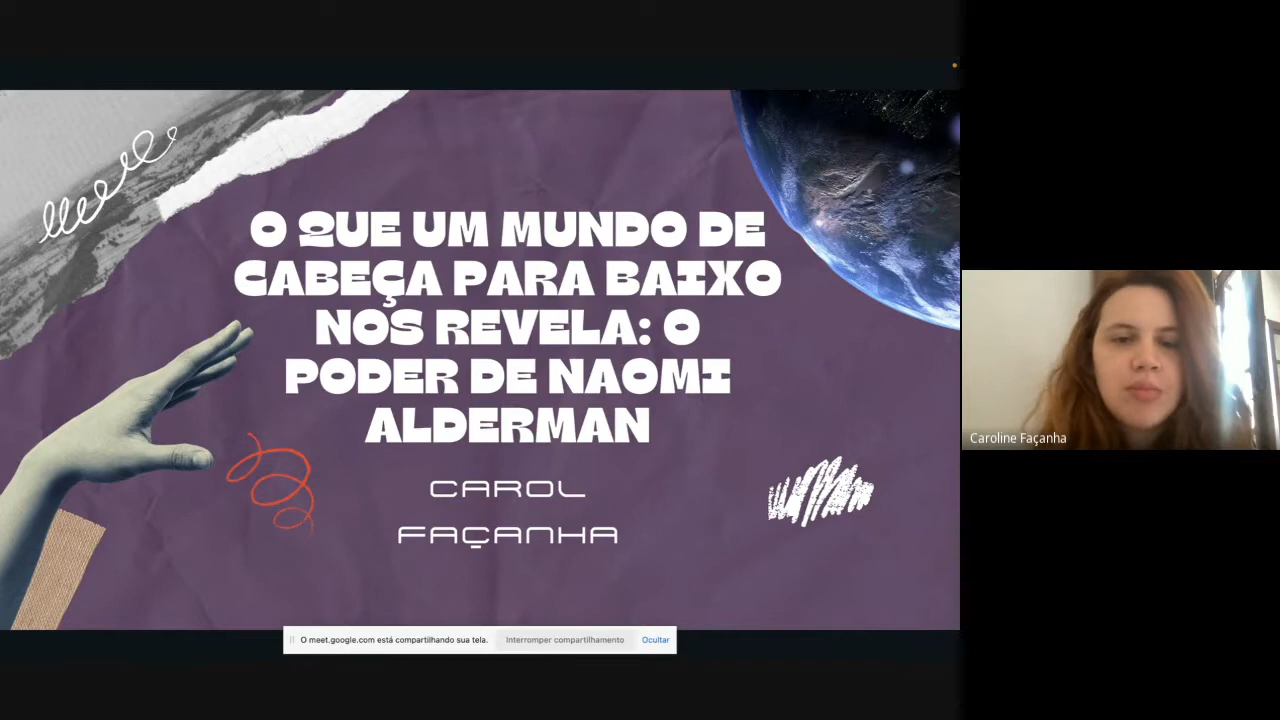 O QUE UM MUNDO DE
CABEÇA PARA BAIXO
NOS REVELA: O
PODER DE NAOMI
ALDERMAN
CAROL
FAÇANHA
Caroline Façanha
O meet.google.com está compartilhando sua tela.
Interromper compartilhamento
Ocultar